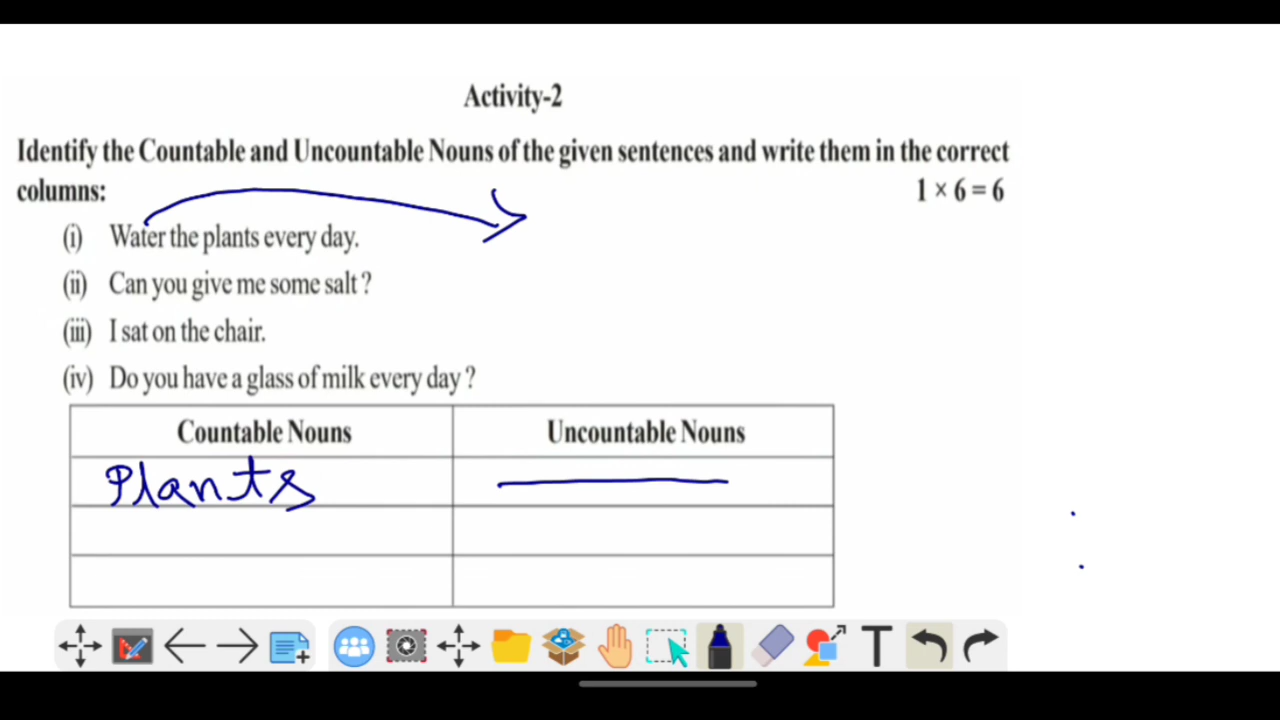 Activity-2
Identify the Countable and Uncountable Nouns of the given sentences and write them in the correct
columns: 1 × 6 = 6
(i) Water the plants every day.
(ii) Can you give me some salt ?
(iii) I sat on the chair.
(iv) Do you have a glass of milk every day ?
Countable Nouns Uncountable Nouns
Plants
T